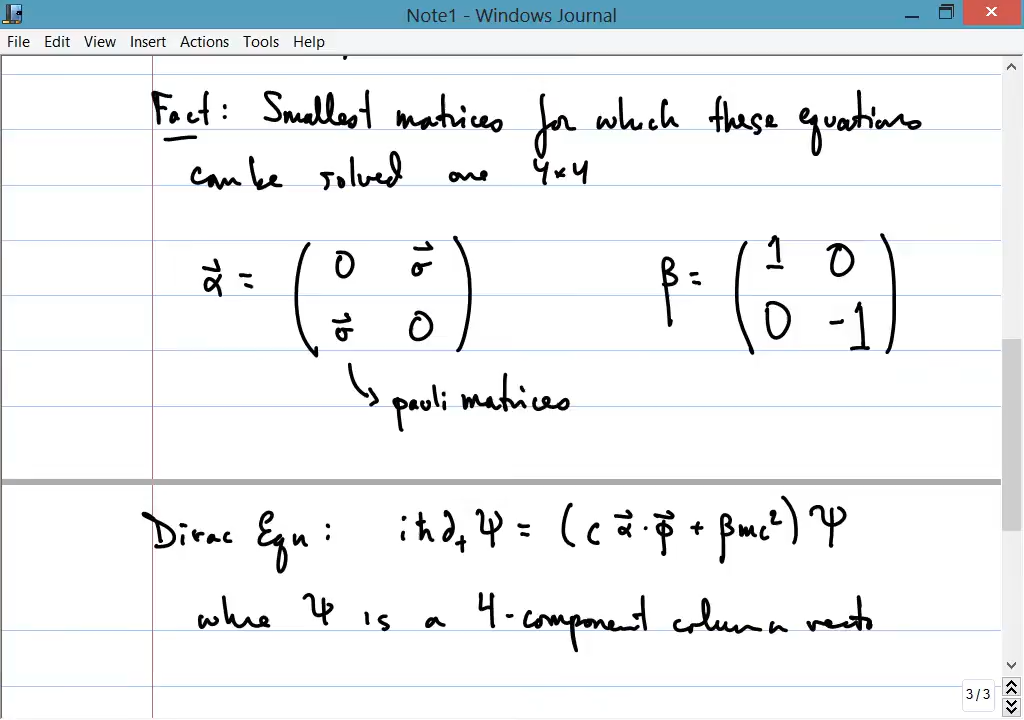 Note1 - Windows Journal
File Edit View Insert Actions Tools Help
Fact: Smallest matrices for which these equations
can be solved are 4×4
α⃗ = ( 0 σ⃗ ; σ⃗ 0 ) β = ( 1 0 ; 0 -1 )
↳ pauli matrices
Dirac Eqn: iħ∂ₜΨ = (c α⃗·p⃗ + βmc²)Ψ
where Ψ is a 4-component column vecto
3/3